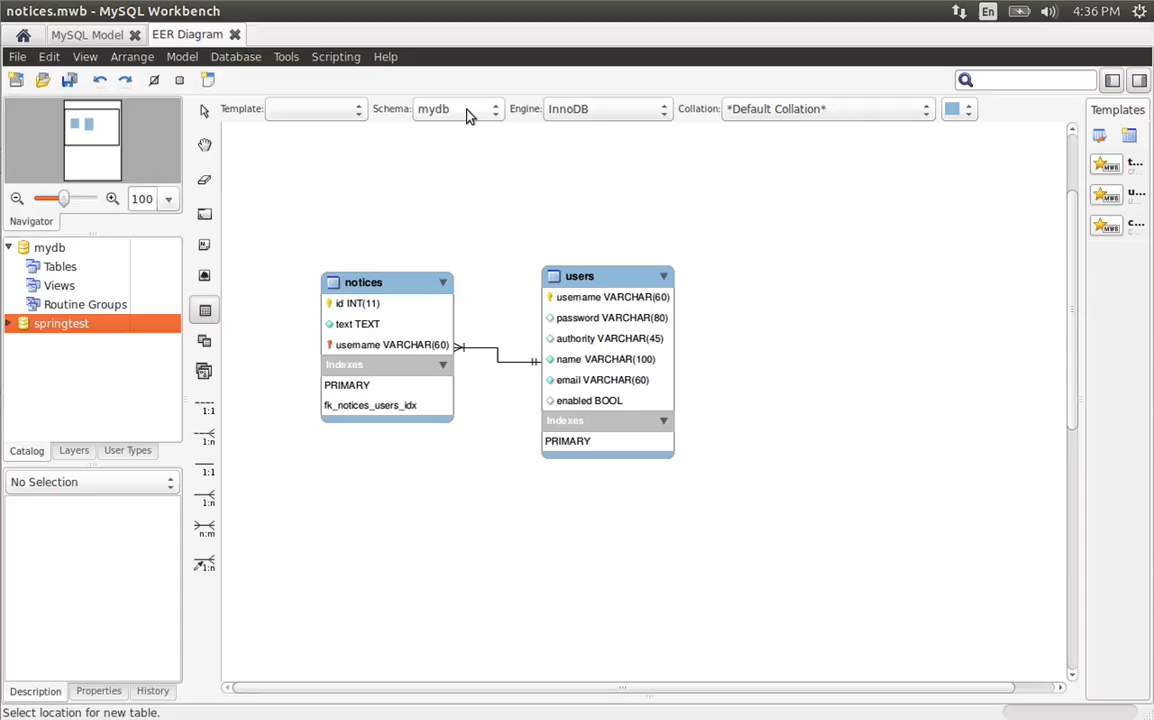 notices.mwb - MySQL Workbench
En
4:36 PM
MySQL Model
EER Diagram
File Edit View Arrange Model Database Tools Scripting Help
Template:
Schema: mydb
Engine: InnoDB
Collation: *Default Collation*
Templates
100
Navigator
mydb
Tables
Views
Routine Groups
springtest
Catalog Layers User Types
No Selection
Description Properties History
1:1
1:n
1:1
1:n
n:m
1:n
notices
id INT(11)
text TEXT
username VARCHAR(60)
Indexes
PRIMARY
fk_notices_users_idx
users
username VARCHAR(60)
password VARCHAR(80)
authority VARCHAR(45)
name VARCHAR(100)
email VARCHAR(60)
enabled BOOL
Indexes
PRIMARY
MWB t...
MWB u...
MWB c...
Select location for new table.